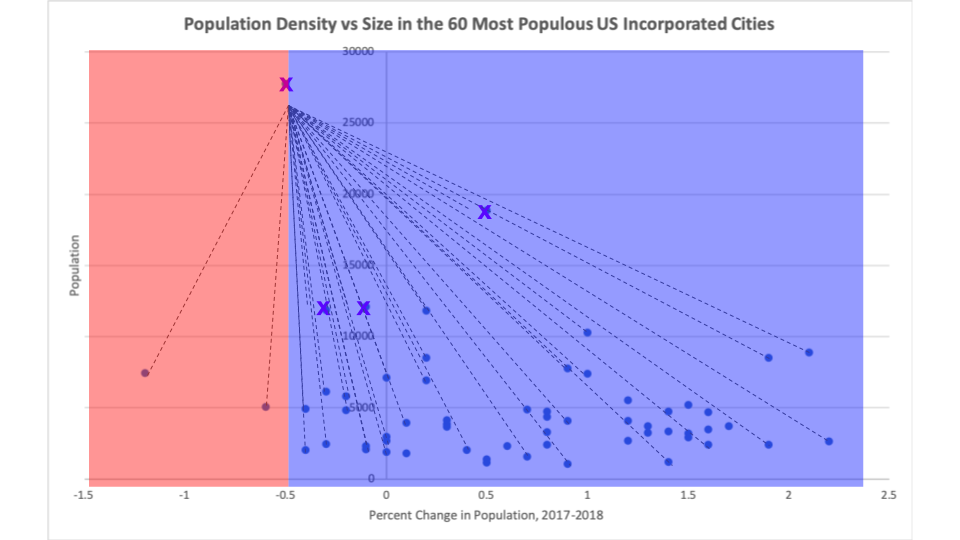 Population Density vs Size in the 60 Most Populous US Incorporated Cities
30000
X
25000
20000
X
15000
X X
10000
5000
0
-1.5 -1 -0.5 0 0.5 1 1.5 2 2.5
Population
Percent Change in Population, 2017-2018